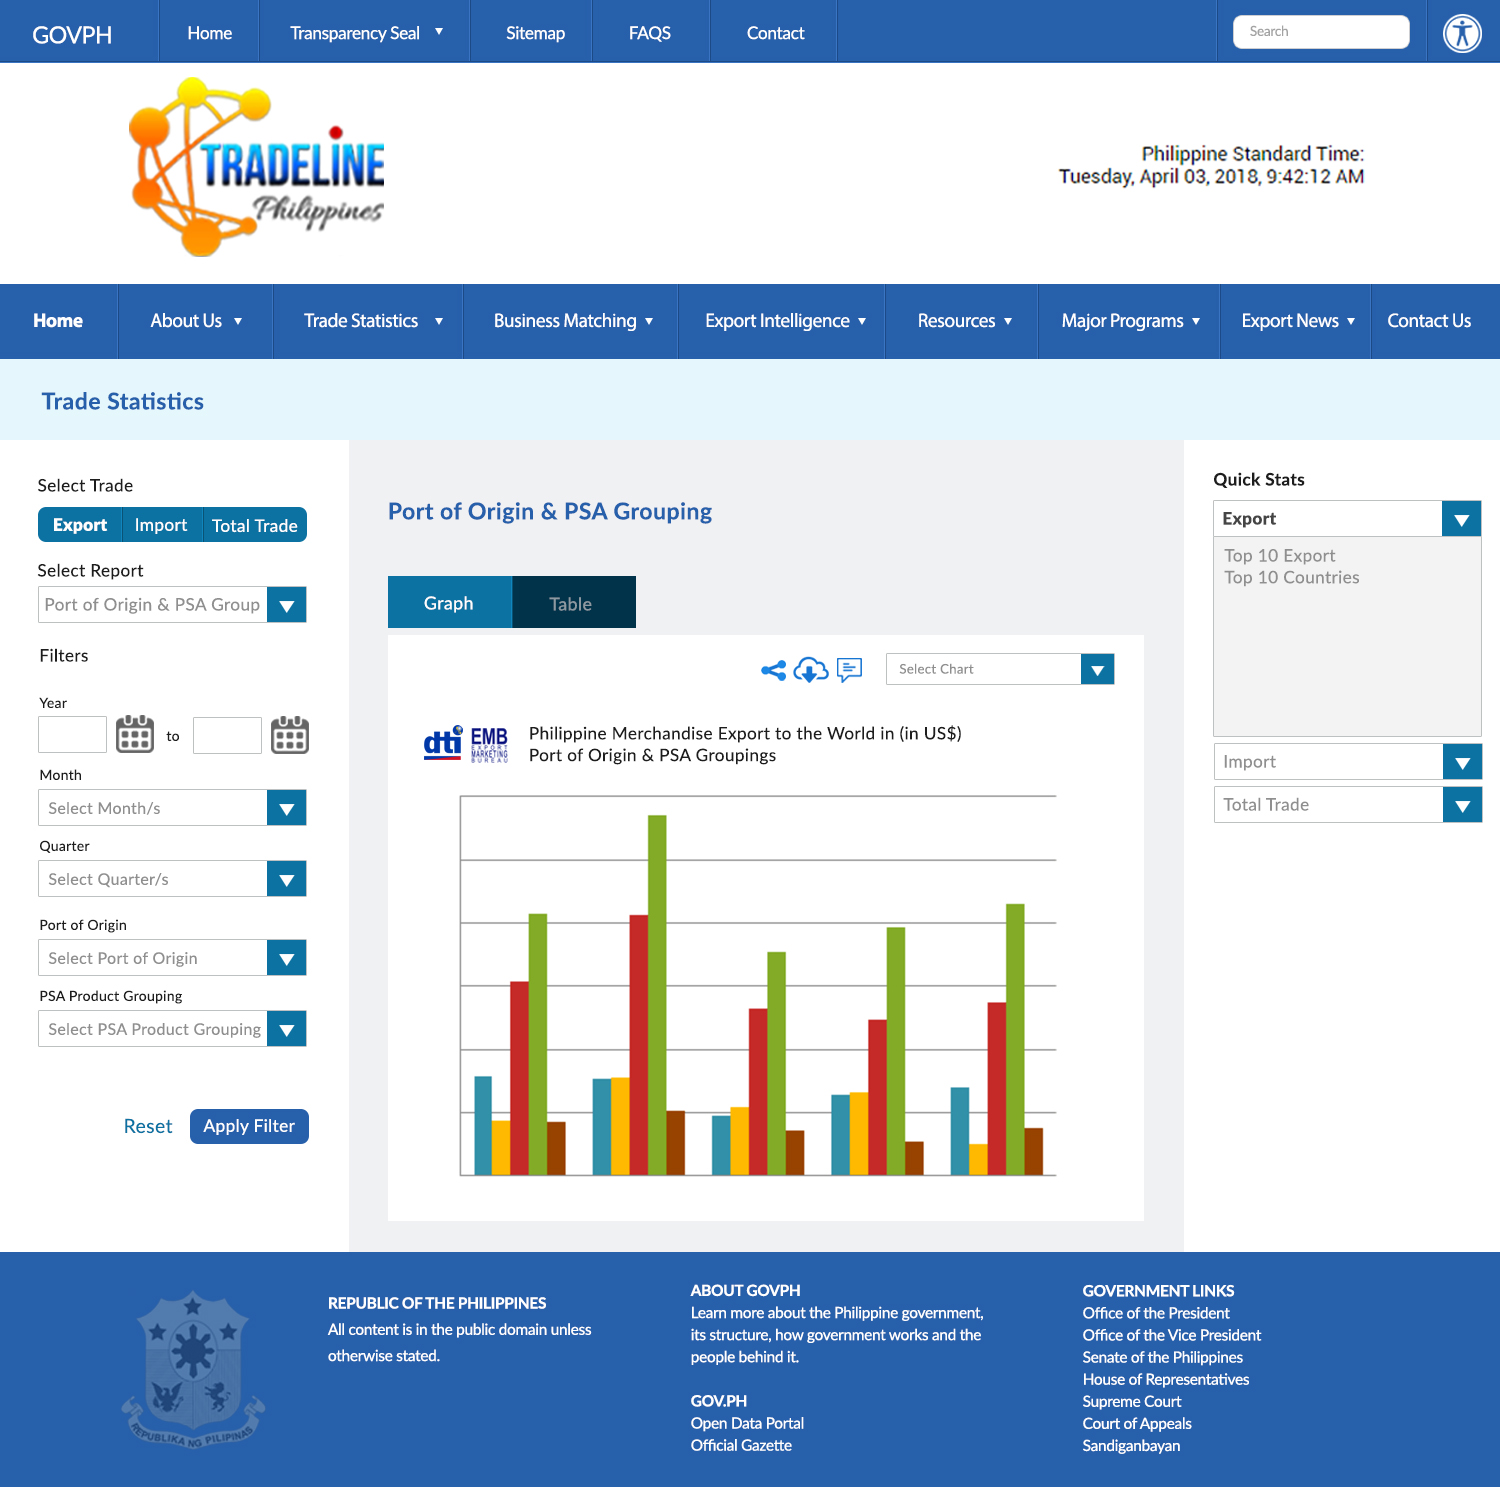 GOVPH
Home
Transparency Seal
Sitemap
FAQS
Contact
Search
TRADELINE
Philippines
Philippine Standard Time:
Tuesday, April 03, 2018, 9:42:12 AM
Home
About Us
Trade Statistics
Business Matching
Export Intelligence
Resources
Major Programs
Export News
Contact Us
Trade Statistics
Select Trade
Export
Import
Total Trade
Select Report
Port of Origin & PSA Group
Filters
Year
to
Month
Select Month/s
Quarter
Select Quarter/s
Port of Origin
Select Port of Origin
PSA Product Grouping
Select PSA Product Grouping
Reset
Apply Filter
Port of Origin & PSA Grouping
Graph
Table
Select Chart
dti
EMB
EXPORT
MARKETING
BUREAU
Philippine Merchandise Export to the World in (in US$)
Port of Origin & PSA Groupings
Quick Stats
Export
Top 10 Export
Top 10 Countries
Import
Total Trade
REPUBLIKA NG PILIPINAS
REPUBLIC OF THE PHILIPPINES
All content is in the public domain unless
otherwise stated.
ABOUT GOVPH
Learn more about the Philippine government,
its structure, how government works and the
people behind it.
GOV.PH
Open Data Portal
Official Gazette
GOVERNMENT LINKS
Office of the President
Office of the Vice President
Senate of the Philippines
House of Representatives
Supreme Court
Court of Appeals
Sandiganbayan